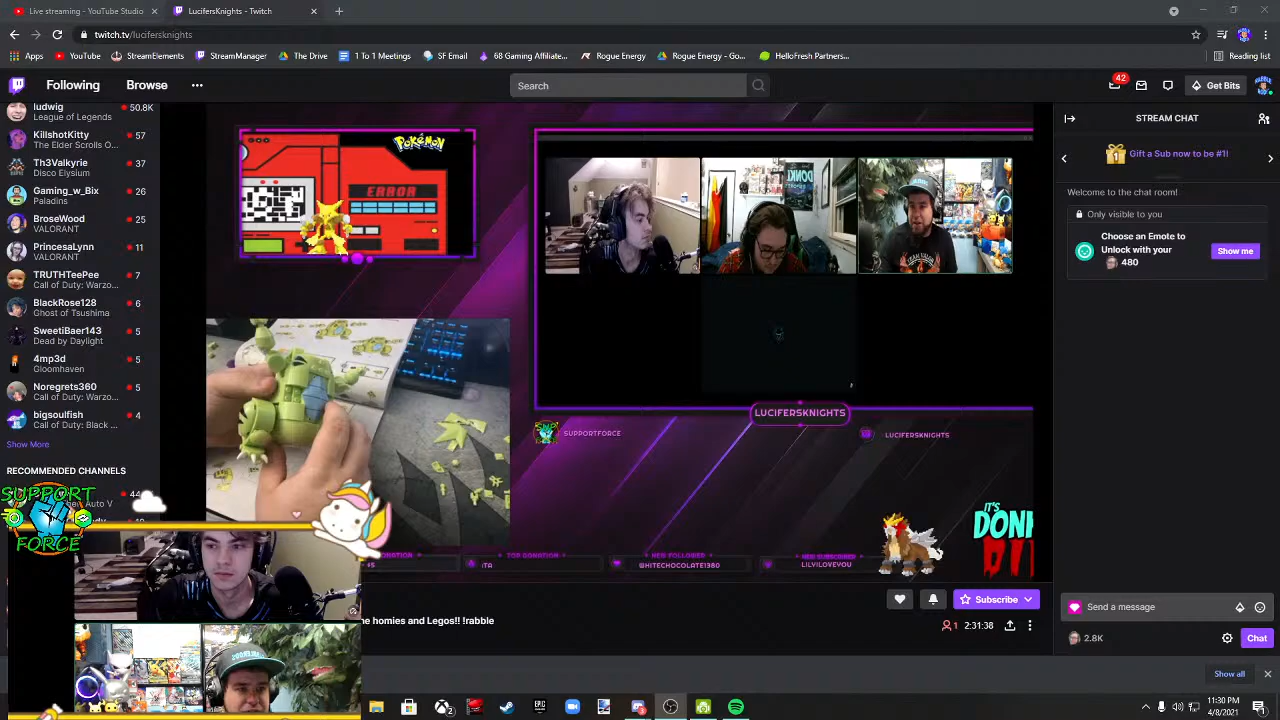 Live streaming - YouTube Studio
LucifersKnights - Twitch
twitch.tv/lucifersknights
Apps
YouTube
StreamElements
StreamManager
The Drive
1 To 1 Meetings
SF Email
68 Gaming Affiliate...
Rogue Energy
Rogue Energy - Go...
HelloFresh Partners...
Reading list
Following
Browse
Search
42
Get Bits
ludwig
50.8K
League of Legends
KillshotKitty
57
The Elder Scrolls O...
Th3Valkyrie
37
Disco Elysium
Gaming_w_Bix
26
Paladins
BroseWood
25
VALORANT
PrincesaLynn
11
VALORANT
TRUTHTeePee
7
Call of Duty: Warzo...
BlackRose128
6
Ghost of Tsushima
SweetiBaer143
5
Dead by Daylight
4mp3d
5
Gloomhaven
Noregrets360
5
Call of Duty: Warzo...
bigsoulfish
4
Call of Duty: Black ...
Show More
RECOMMENDED CHANNELS
SUPPORT
FORCE
POKéMON
ERROR
DONK
LUCIFERSKNIGHTS
SUPPORTFORCE
LUCIFERSKNIGHTS
IT'S
DONK
TOP DONATION
NEW FOLLOWER
WHITECHOCOLATE1380
NEW SUBSCRIBER
LILYILOVEYOU
Subscribe
he homies and Legos!! !rabble
1
2:31:38
STREAM CHAT
Gift a Sub now to be #1!
Welcome to the chat room!
Only visible to you
Choose an Emote to
Unlock with your
480
Show me
Send a message
2.8K
Chat
Show all
11:30 PM
4/8/2021